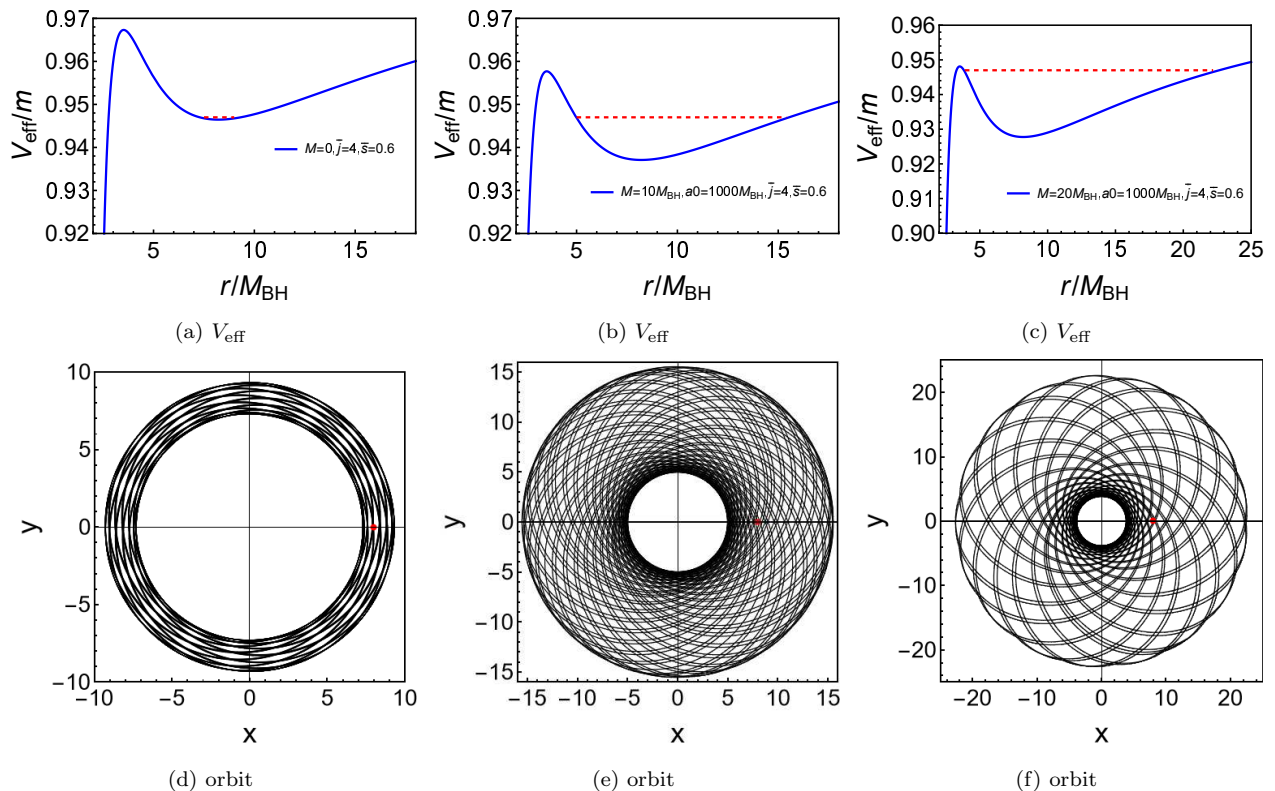 0.97
0.96
0.95
0.94
0.93
0.92
V_eff/m
M=0, j̄=4, s̄=0.6
5 10 15
r/M_BH
(a) V_eff
0.97
0.96
0.95
0.94
0.93
0.92
V_eff/m
M=10M_BH, a0=1000M_BH, j̄=4, s̄=0.6
5 10 15
r/M_BH
(b) V_eff
0.96
0.95
0.94
0.93
0.92
0.91
0.90
V_eff/m
M=20M_BH, a0=1000M_BH, j̄=4, s̄=0.6
5 10 15 20 25
r/M_BH
(c) V_eff
10
5
0
−5
−10
y
−10 −5 0 5 10
x
(d) orbit
15
10
5
0
−5
−10
−15
y
−15 −10 −5 0 5 10 15
x
(e) orbit
20
10
0
−10
−20
y
−20 −10 0 10 20
x
(f) orbit